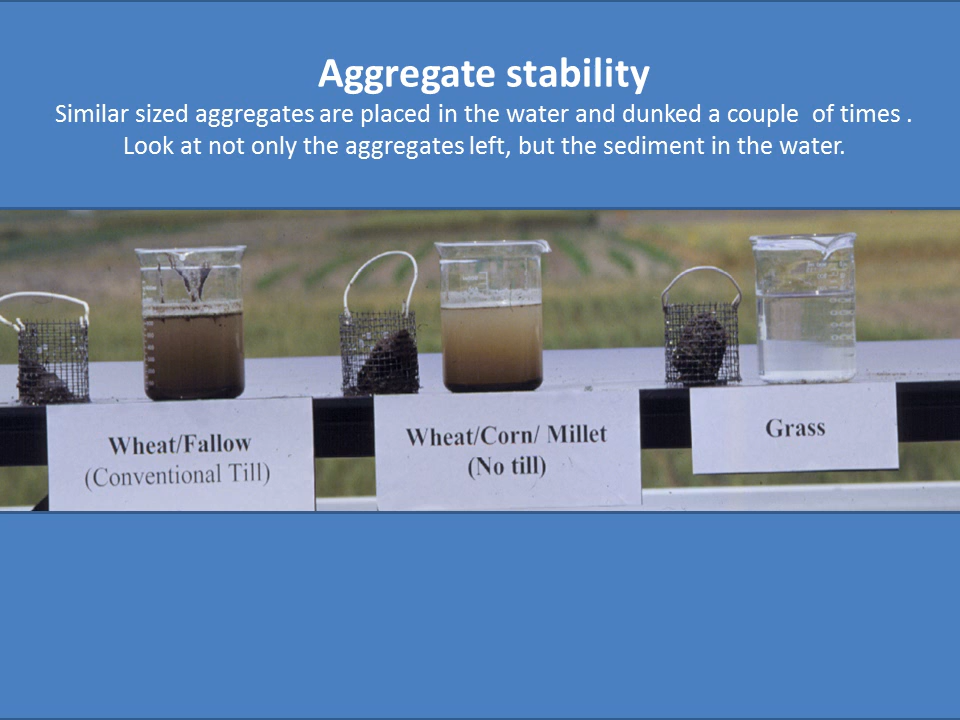 Aggregate stability
Similar sized aggregates are placed in the water and dunked a couple  of times .
Look at not only the aggregates left, but the sediment in the water.
Wheat/Fallow
(Conventional Till)
Wheat/Corn/ Millet
(No till)
Grass